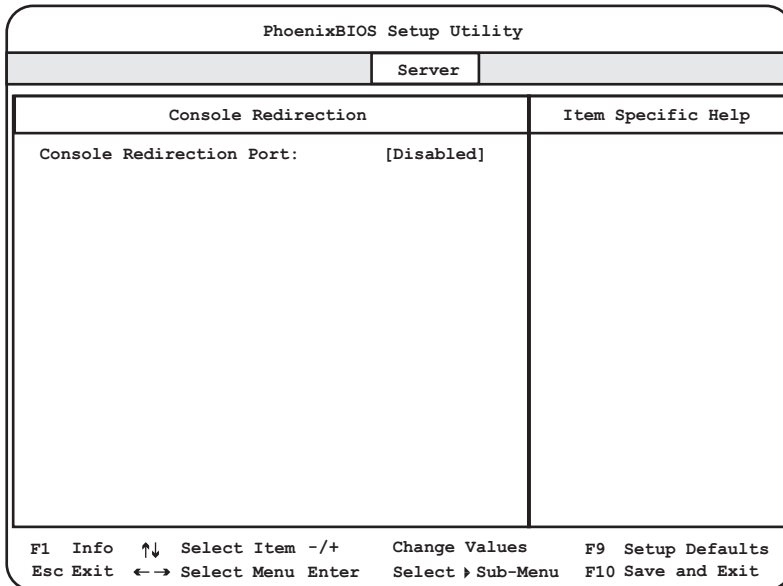 PhoenixBIOS Setup Utility
Server
Console Redirection
Item Specific Help
Console Redirection Port: [Disabled]
F1 Info ↑↓ Select Item -/+ Change Values F9 Setup Defaults
Esc Exit ←→ Select Menu Enter Select ▸ Sub-Menu F10 Save and Exit